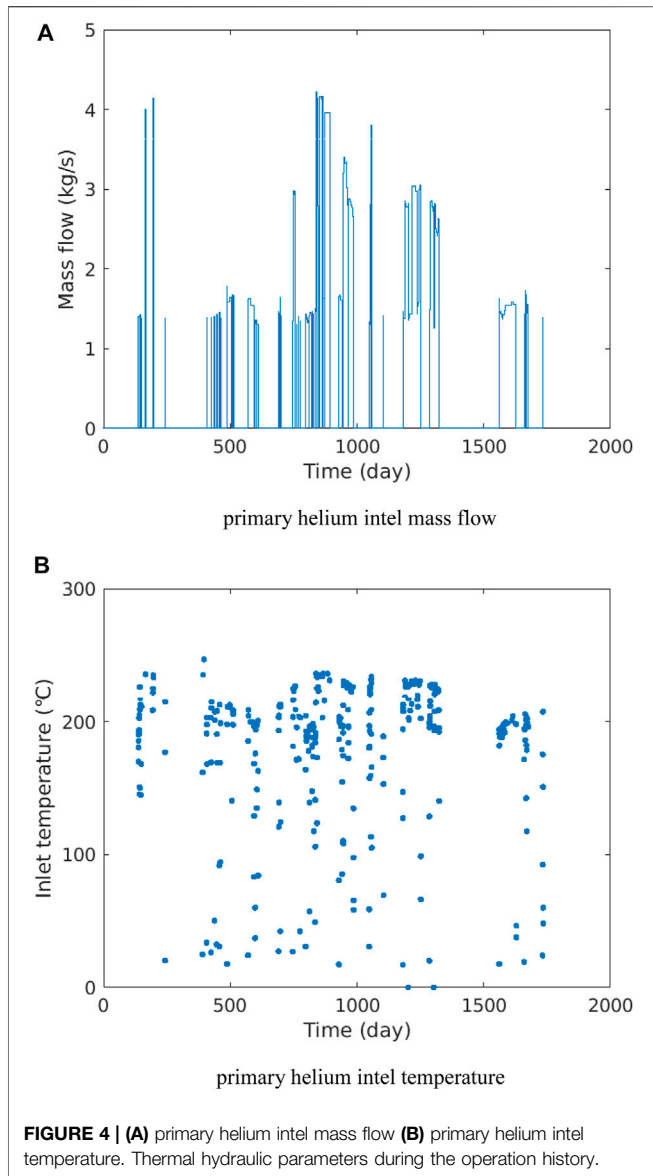 A
Mass flow (kg/s)
5
4
3
2
1
0
0 500 1000 1500 2000
Time (day)
primary helium intel mass flow
B
Inlet temperature (°C)
300
200
100
0
0 500 1000 1500 2000
Time (day)
primary helium intel temperature
FIGURE 4 | (A) primary helium intel mass flow (B) primary helium intel
temperature. Thermal hydraulic parameters during the operation history.